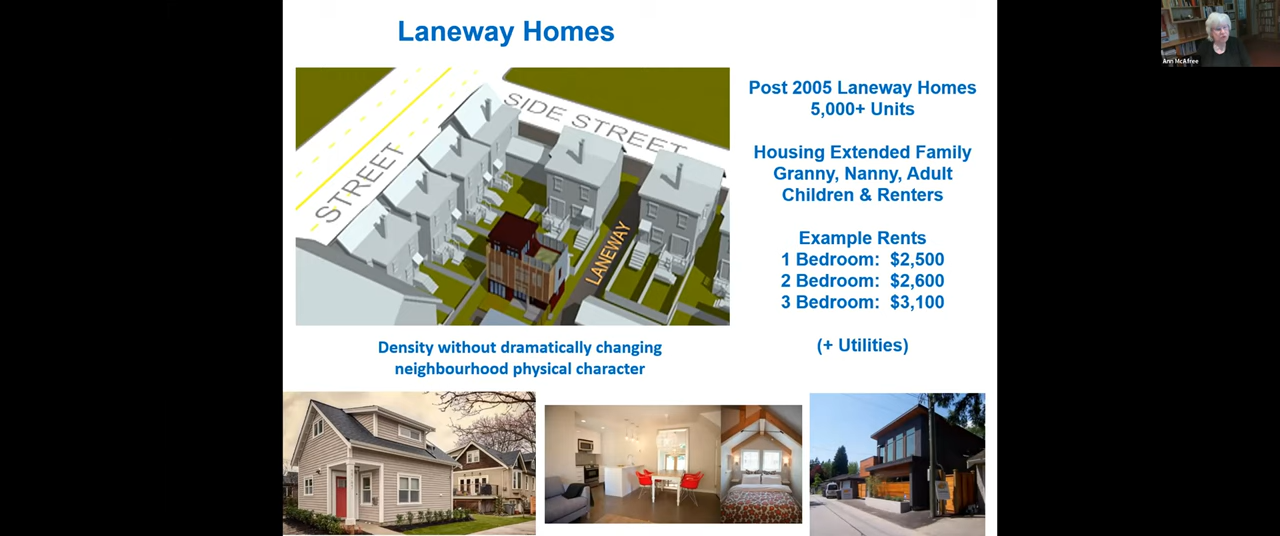 Laneway Homes
STREET
SIDE STREET
LANEWAY
Density without dramatically changing
neighbourhood physical character
Post 2005 Laneway Homes
5,000+ Units
Housing Extended Family
Granny, Nanny, Adult
Children & Renters
Example Rents
1 Bedroom: $2,500
2 Bedroom: $2,600
3 Bedroom: $3,100
(+ Utilities)
Ann McAfee